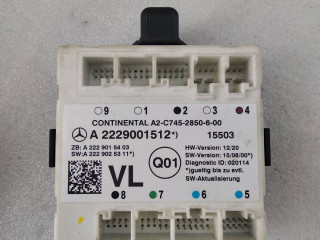 9 1 2 3 4
CONTINENTAL A2-C745-2850-6-00
A 2229001512*) 15503
ZB: A 222 901 54 03
SW: A 222 902 53 11*)
HW-Version: 12/20
SW-Version: 15/08/00*)
Diagnostic ID: 020114
*)gueltig bis zu evtl.
SW-Aktualisierung
VL Q01
8 7 6 5